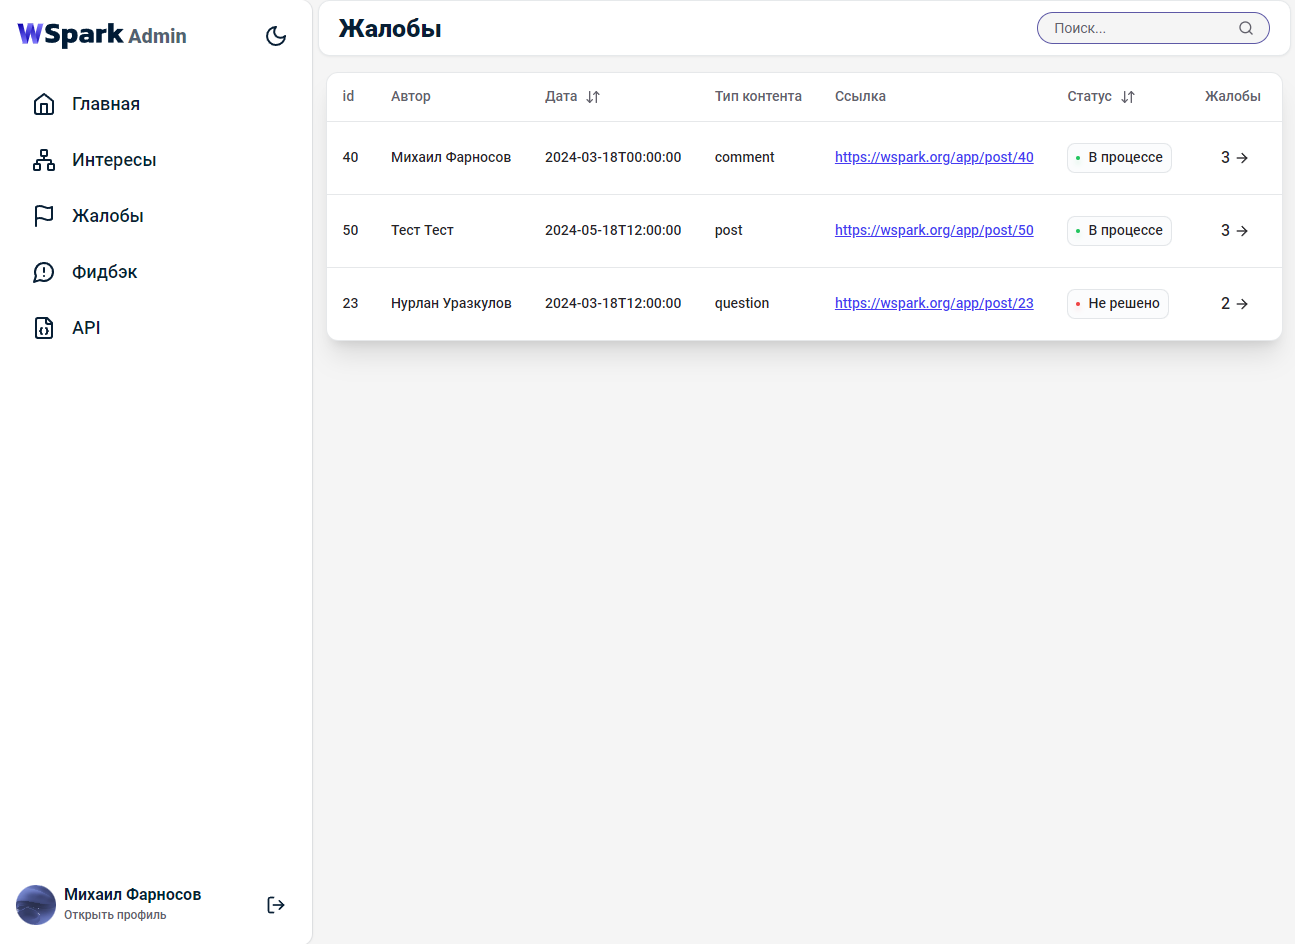 WSpark Admin
Главная
Интересы
Жалобы
Фидбэк
API
Михаил Фарносов
Открыть профиль
Жалобы
Поиск...
id Автор Дата Тип контента Ссылка Статус Жалобы
40 Михаил Фарносов 2024-03-18T00:00:00 comment https://wspark.org/app/post/40 В процессе 3
50 Тест Тест 2024-05-18T12:00:00 post https://wspark.org/app/post/50 В процессе 3
23 Нурлан Уразкулов 2024-03-18T12:00:00 question https://wspark.org/app/post/23 Не решено 2